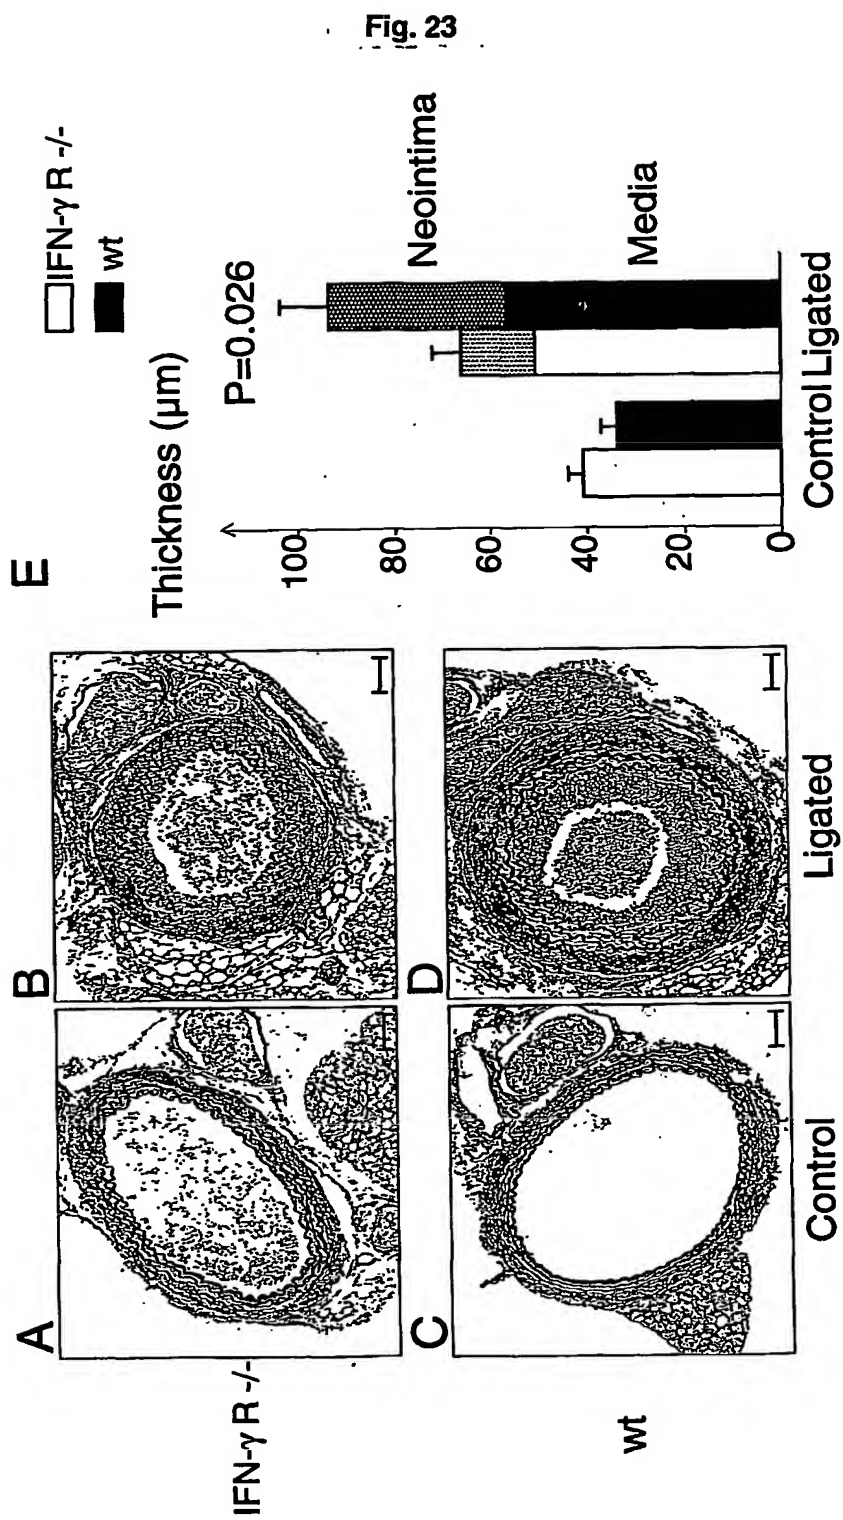 Fig. 23
A
B
IFN-γ R -/-
C
D
wt
Control
Ligated
E
IFN-γ R -/-
wt
Thickness (μm)
P=0.026
100
80
60
40
20
0
Neointima
Media
Control Ligated